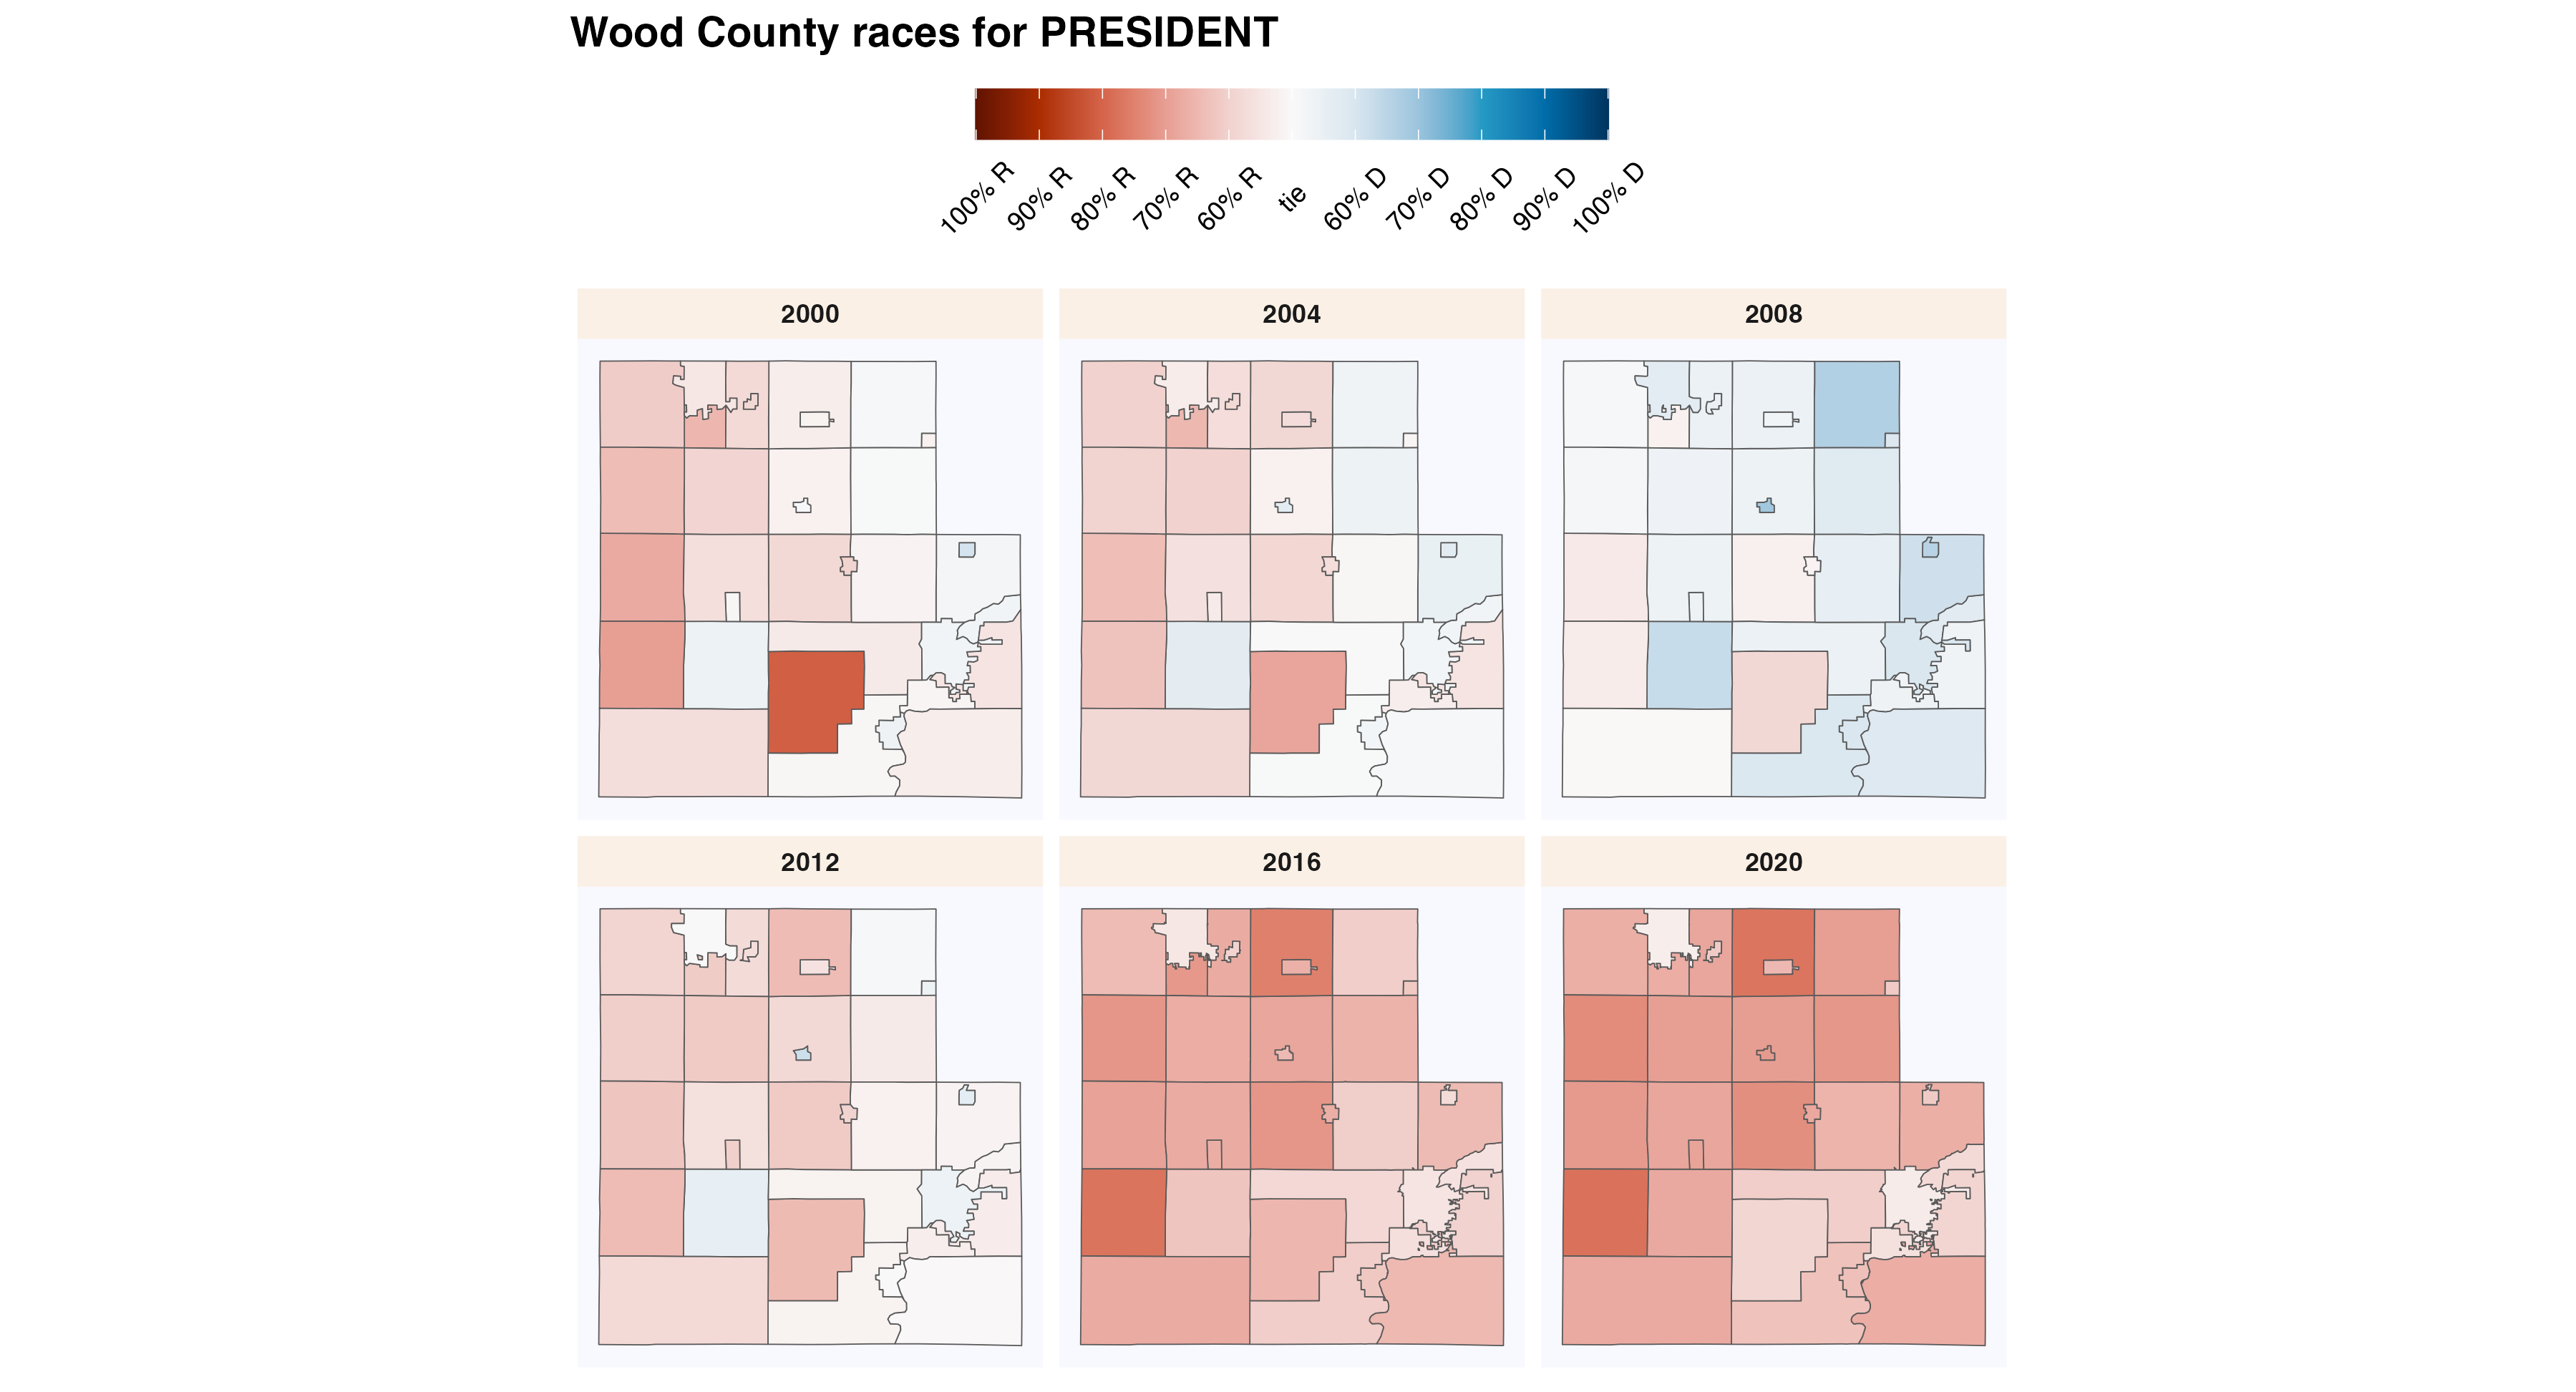 Wood County races for PRESIDENT
100% R 90% R 80% R 70% R 60% R tie 60% D 70% D 80% D 90% D 100% D
2000 2004 2008
2012 2016 2020